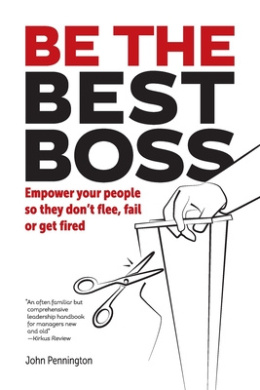 BE THE
BEST
BOSS
Empower your people
so they don't flee, fail
or get fired
"An often familiar but
comprehensive
leadership handbook
for managers new
and old"
—Kirkus Review
John Pennington